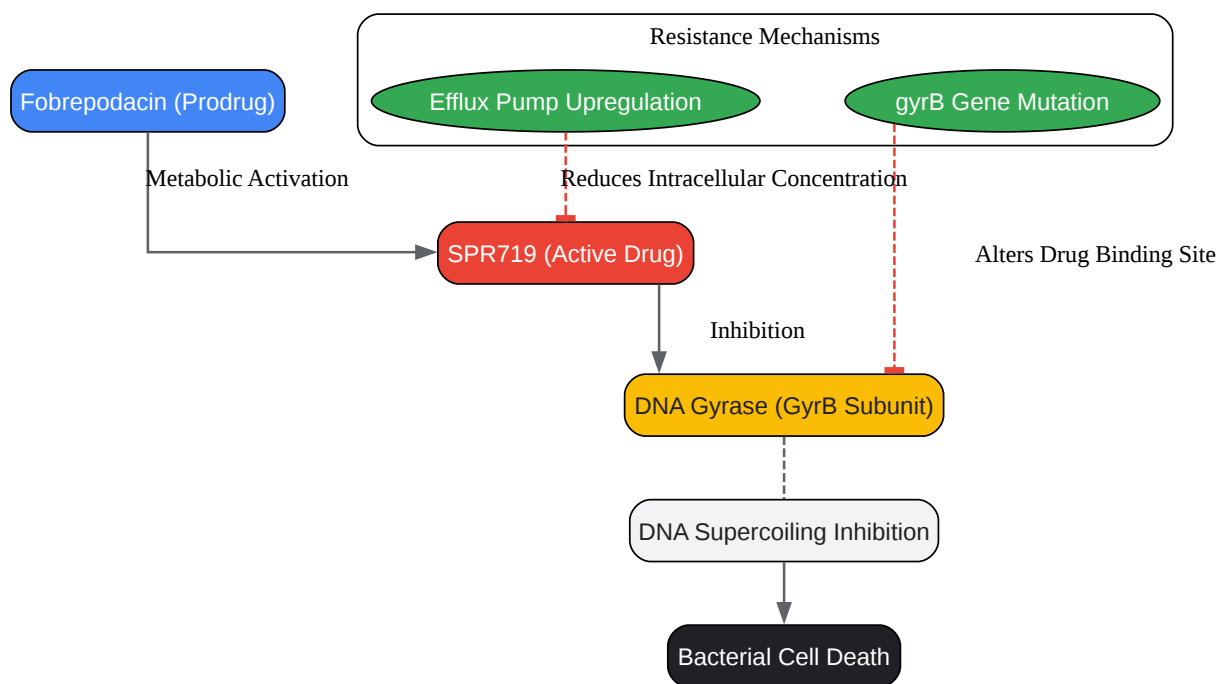 Resistance Mechanisms
Fobrepodacin (Prodrug)
Efflux Pump Upregulation
gyrB Gene Mutation
Metabolic Activation
Reduces Intracellular Concentration
SPR719 (Active Drug)
Alters Drug Binding Site
Inhibition
DNA Gyrase (GyrB Subunit)
DNA Supercoiling Inhibition
Bacterial Cell Death